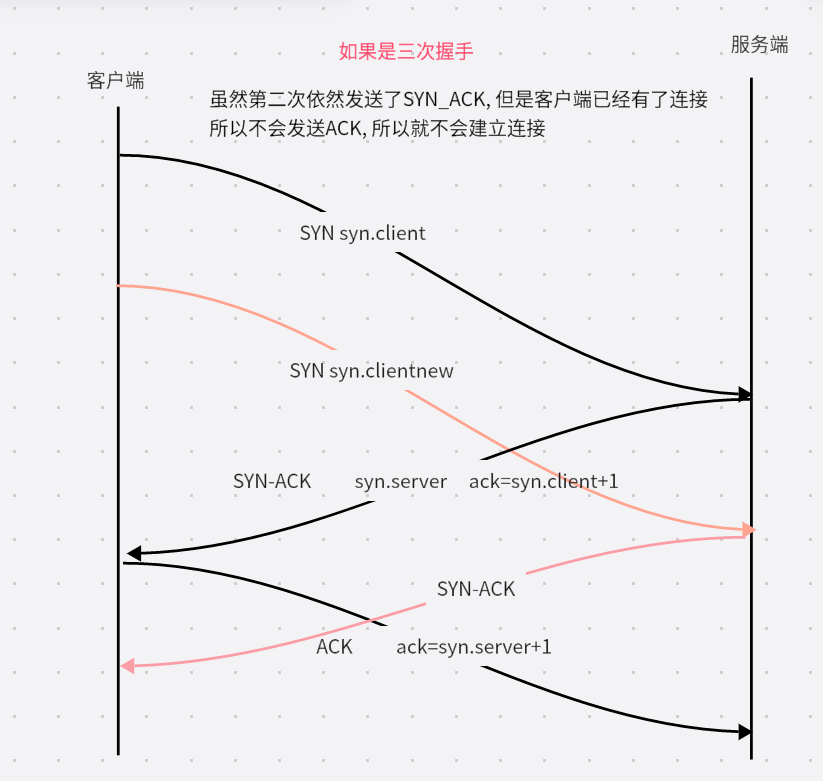 如果是三次握手
服务端
客户端
虽然第二次依然发送了SYN_ACK, 但是客户端已经有了连接
所以不会发送ACK, 所以就不会建立连接
SYN syn.client
SYN syn.clientnew
SYN-ACK syn.server ack=syn.client+1
SYN-ACK
ACK ack=syn.server+1